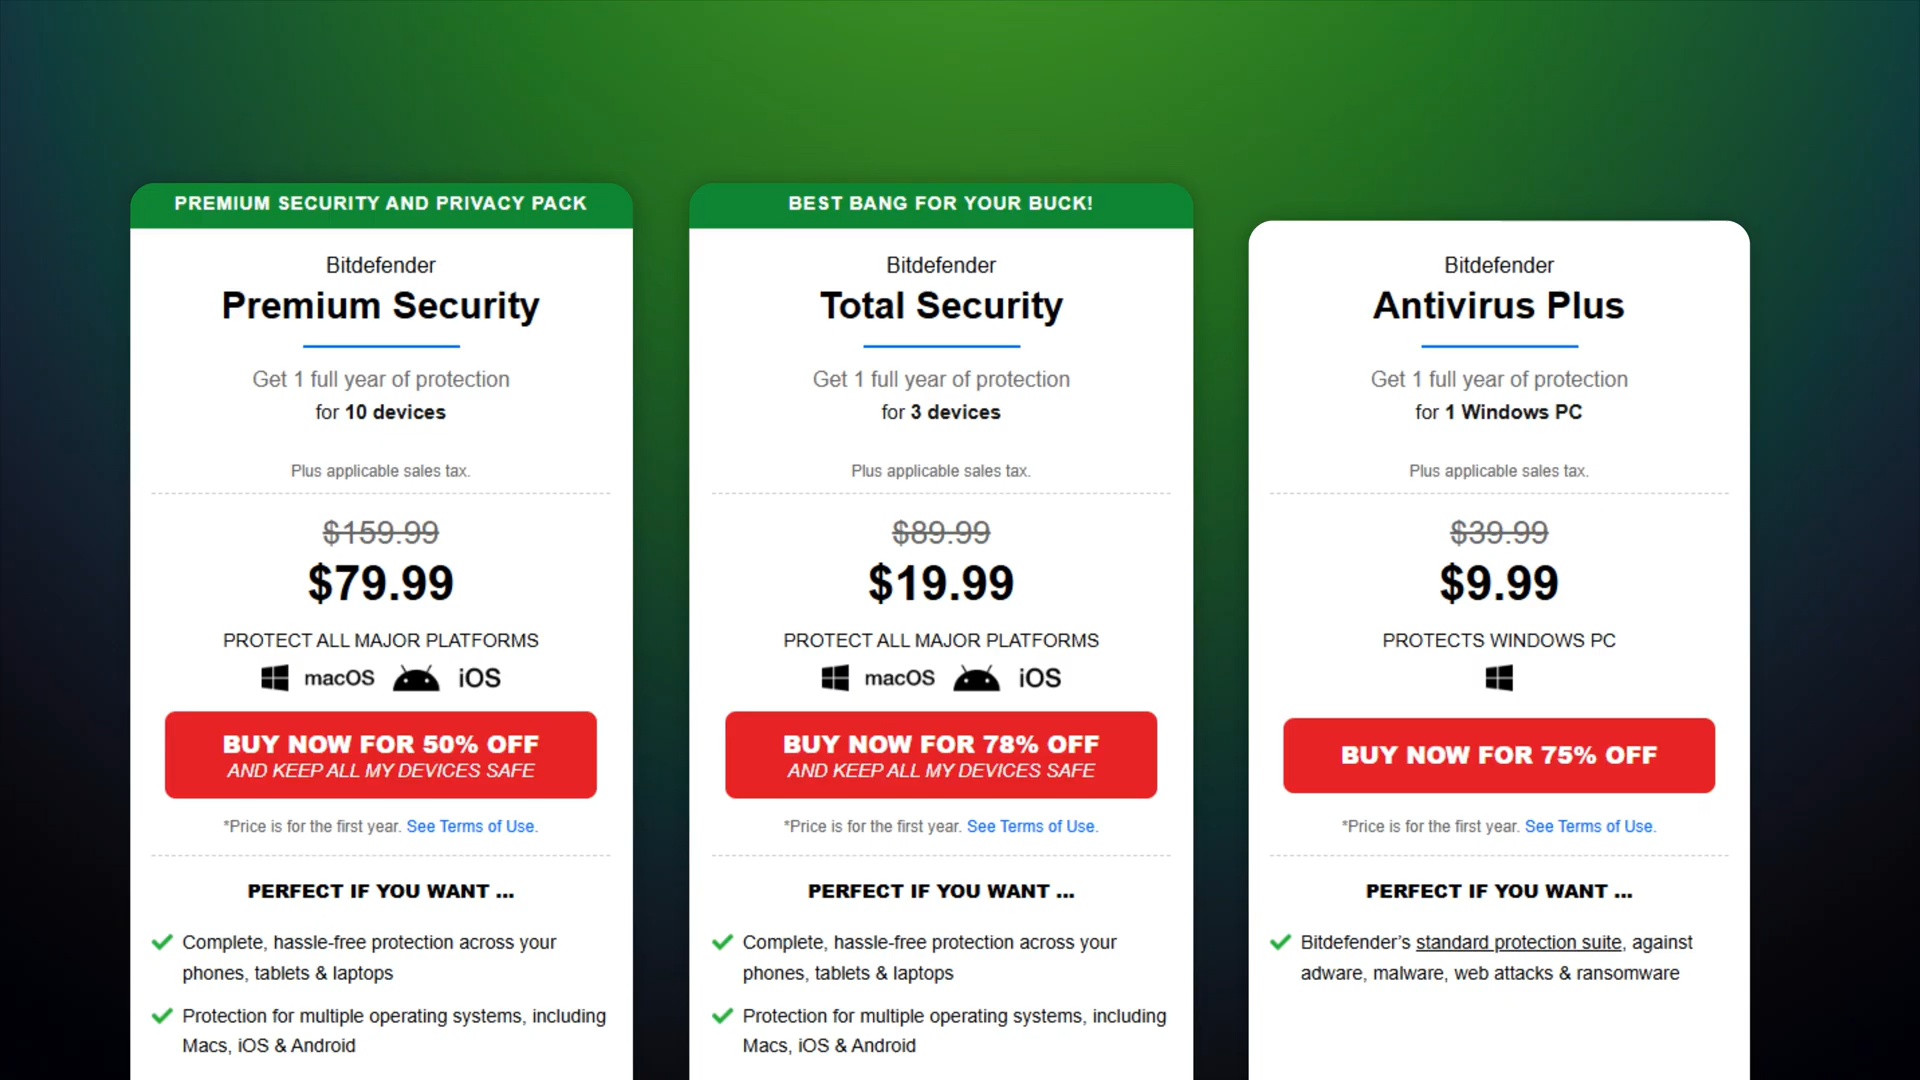 PREMIUM SECURITY AND PRIVACY PACK
Bitdefender
Premium Security
Get 1 full year of protection
for 10 devices
Plus applicable sales tax.
$159.99
$79.99
PROTECT ALL MAJOR PLATFORMS
macOS iOS
BUY NOW FOR 50% OFF
AND KEEP ALL MY DEVICES SAFE
*Price is for the first year. See Terms of Use.
PERFECT IF YOU WANT ...
Complete, hassle-free protection across your
phones, tablets & laptops
Protection for multiple operating systems, including
Macs, iOS & Android
BEST BANG FOR YOUR BUCK!
Bitdefender
Total Security
Get 1 full year of protection
for 3 devices
Plus applicable sales tax.
$89.99
$19.99
PROTECT ALL MAJOR PLATFORMS
macOS iOS
BUY NOW FOR 78% OFF
AND KEEP ALL MY DEVICES SAFE
*Price is for the first year. See Terms of Use.
PERFECT IF YOU WANT ...
Complete, hassle-free protection across your
phones, tablets & laptops
Protection for multiple operating systems, including
Macs, iOS & Android
Bitdefender
Antivirus Plus
Get 1 full year of protection
for 1 Windows PC
Plus applicable sales tax.
$39.99
$9.99
PROTECTS WINDOWS PC
BUY NOW FOR 75% OFF
*Price is for the first year. See Terms of Use.
PERFECT IF YOU WANT ...
Bitdefender’s standard protection suite, against
adware, malware, web attacks & ransomware